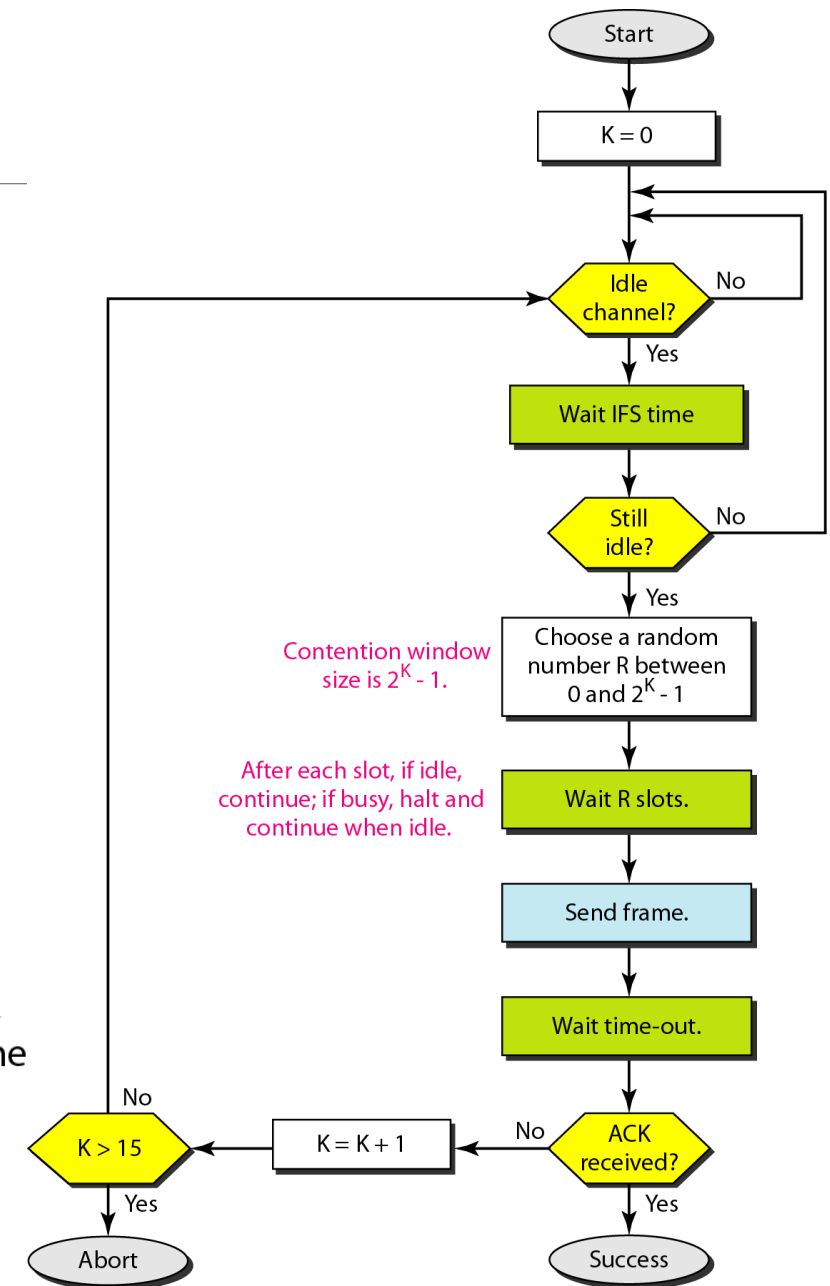 Start
K = 0
Idle
channel?
No
Yes
Wait IFS time
Still
idle?
No
Yes
Contention window
size is 2^K - 1.
Choose a random
number R between
0 and 2^K - 1
After each slot, if idle,
continue; if busy, halt and
continue when idle.
Wait R slots.
Send frame.
Wait time-out.
ACK
received?
No
Yes
K = K + 1
K > 15
No
Yes
Abort
Success